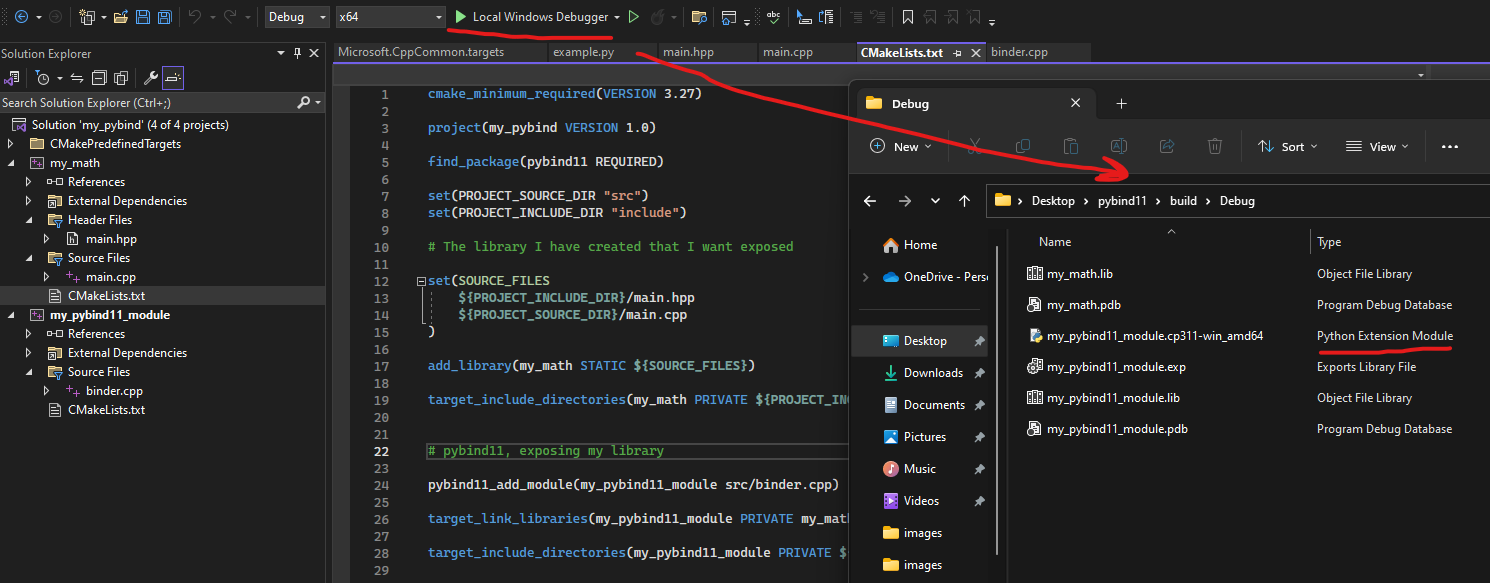 Debug
x64
Local Windows Debugger
abc
Solution Explorer
Search Solution Explorer (Ctrl+;)
Solution 'my_pybind' (4 of 4 projects)
CMakePredefinedTargets
my_math
References
External Dependencies
Header Files
main.hpp
Source Files
main.cpp
CMakeLists.txt
my_pybind11_module
References
External Dependencies
Source Files
binder.cpp
CMakeLists.txt
Microsoft.CppCommon.targets
example.py
main.hpp
main.cpp
CMakeLists.txt
binder.cpp
1 cmake_minimum_required(VERSION 3.27)
2
3 project(my_pybind VERSION 1.0)
4
5 find_package(pybind11 REQUIRED)
6
7 set(PROJECT_SOURCE_DIR "src")
8 set(PROJECT_INCLUDE_DIR "include")
9
10 # The library I have created that I want exposed
11
12 set(SOURCE_FILES
13 ${PROJECT_INCLUDE_DIR}/main.hpp
14 ${PROJECT_SOURCE_DIR}/main.cpp
15 )
16
17 add_library(my_math STATIC ${SOURCE_FILES})
18
19 target_include_directories(my_math PRIVATE ${PROJECT_INC
20
21
22 # pybind11, exposing my library
23
24 pybind11_add_module(my_pybind11_module src/binder.cpp)
25
26 target_link_libraries(my_pybind11_module PRIVATE my_math
27
28 target_include_directories(my_pybind11_module PRIVATE $
29
Debug
New
Sort
View
Desktop
pybind11
build
Debug
Home
OneDrive - Pers
Desktop
Downloads
Documents
Pictures
Music
Videos
images
images
Name Type
my_math.lib Object File Library
my_math.pdb Program Debug Database
my_pybind11_module.cp311-win_amd64 Python Extension Module
my_pybind11_module.exp Exports Library File
my_pybind11_module.lib Object File Library
my_pybind11_module.pdb Program Debug Database